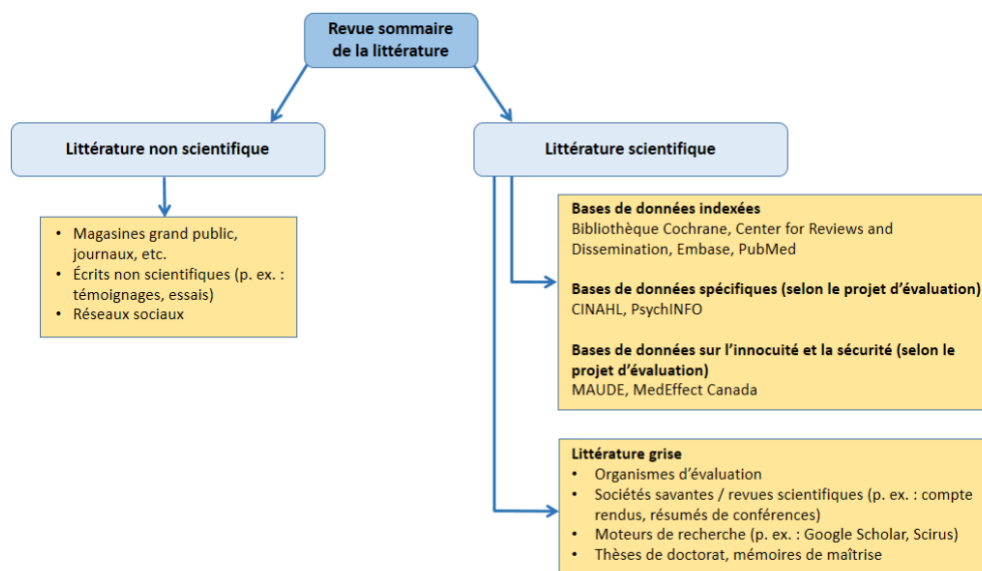 Revue sommaire
de la littérature
Littérature non scientifique
Littérature scientifique
• Magasines grand public,
journaux, etc.
• Écrits non scientifiques (p. ex. :
témoignages, essais)
• Réseaux sociaux
Bases de données indexées
Bibliothèque Cochrane, Center for Reviews and
Dissemination, Embase, PubMed
Bases de données spécifiques (selon le projet d’évaluation)
CINAHL, PsychINFO
Bases de données sur l’innocuité et la sécurité (selon le
projet d’évaluation)
MAUDE, MedEffect Canada
Littérature grise
• Organismes d’évaluation
• Sociétés savantes / revues scientifiques (p. ex. : compte
rendus, résumés de conférences)
• Moteurs de recherche (p. ex. : Google Scholar, Scirus)
• Thèses de doctorat, mémoires de maîtrise